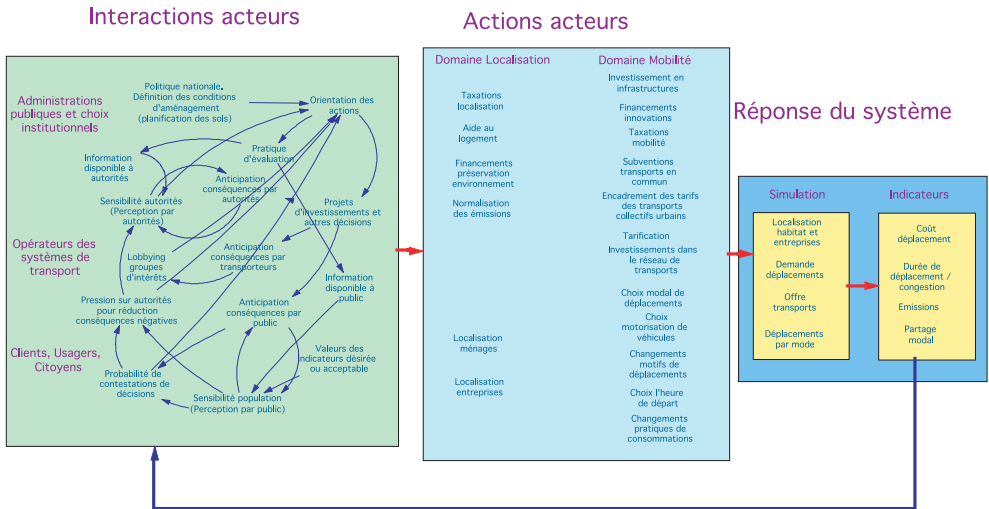 Interactions acteurs
Actions acteurs
Réponse du système
Administrations
publiques et choix
institutionnels
Opérateurs des
systèmes de
transport
Clients, Usagers,
Citoyens
Politique nationale.
Définition des conditions
d'aménagement
(planification des sols)
Orientation des
actions
Pratique
d'évaluation
Information
disponible à
autorités
Anticipation
conséquences par
autorités
Sensibilité autorités
(Perception par
autorités)
Projets
d'investissements et
autres décisions
Lobbying
groupes
d'intérêts
Anticipation
conséquences par
transporteurs
Information
disponible à
public
Pression sur autorités
pour réduction
conséquences négatives
Anticipation
conséquences par
public
Valeurs des
indicateurs désirée
ou acceptable
Probabilité de
contestations de
décisions
Sensibilité population
(Perception par public)
Domaine Localisation
Taxations
localisation
Aide au
logement
Financements
préservation
environnement
Normalisation
des émissions
Localisation
ménages
Localisation
entreprises
Domaine Mobilité
Investissement en
infrastructures
Financements
innovations
Taxations
mobilité
Subventions
transports en
commun
Encadrement des tarifs
des transports
collectifs urbains
Tarification
Investissements dans
le réseau de
transports
Choix modal de
déplacements
Choix
motorisation de
véhicules
Changements
motifs de
déplacements
Choix l'heure
de départ
Changements
pratiques de
consommations
Simulation
Localisation
habitat et
entreprises
Demande
déplacements
Offre
transports
Déplacements
par mode
Indicateurs
Coût
déplacement
Durée de
déplacement /
congestion
Emissions
Partage
modal